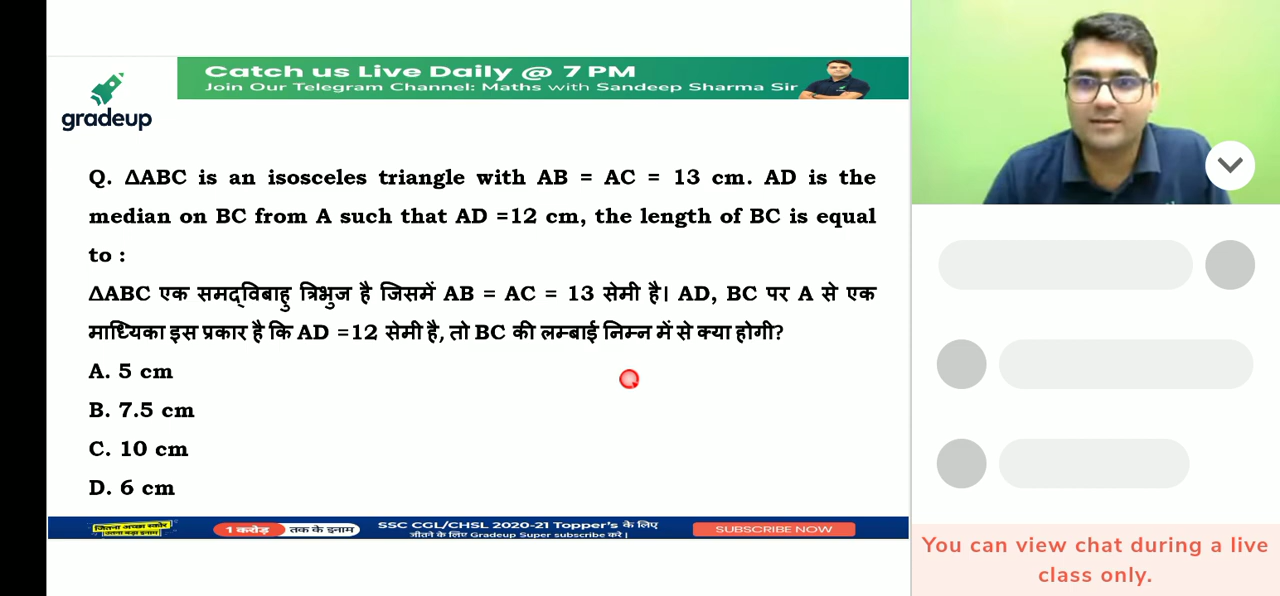 Catch us Live Daily @ 7 PM
Join Our Telegram Channel: Maths with Sandeep Sharma Sir
gradeup
Q. ΔABC is an isosceles triangle with AB = AC = 13 cm. AD is the
median on BC from A such that AD =12 cm, the length of BC is equal
to :
ΔABC एक समद्विबाहु त्रिभुज है जिसमें AB = AC = 13 सेमी है। AD, BC पर A से एक
माध्यिका इस प्रकार है कि AD =12 सेमी है, तो BC की लम्बाई निम्न में से क्या होगी?
A. 5 cm
B. 7.5 cm
C. 10 cm
D. 6 cm
जितना अच्छा स्कोर
उतना बड़ा इनाम
1 करोड़ तक के इनाम
SSC CGL/CHSL 2020-21 Topper's के लिए
जीतने के लिए Gradeup Super subscribe करे |
SUBSCRIBE NOW
You can view chat during a live
class only.